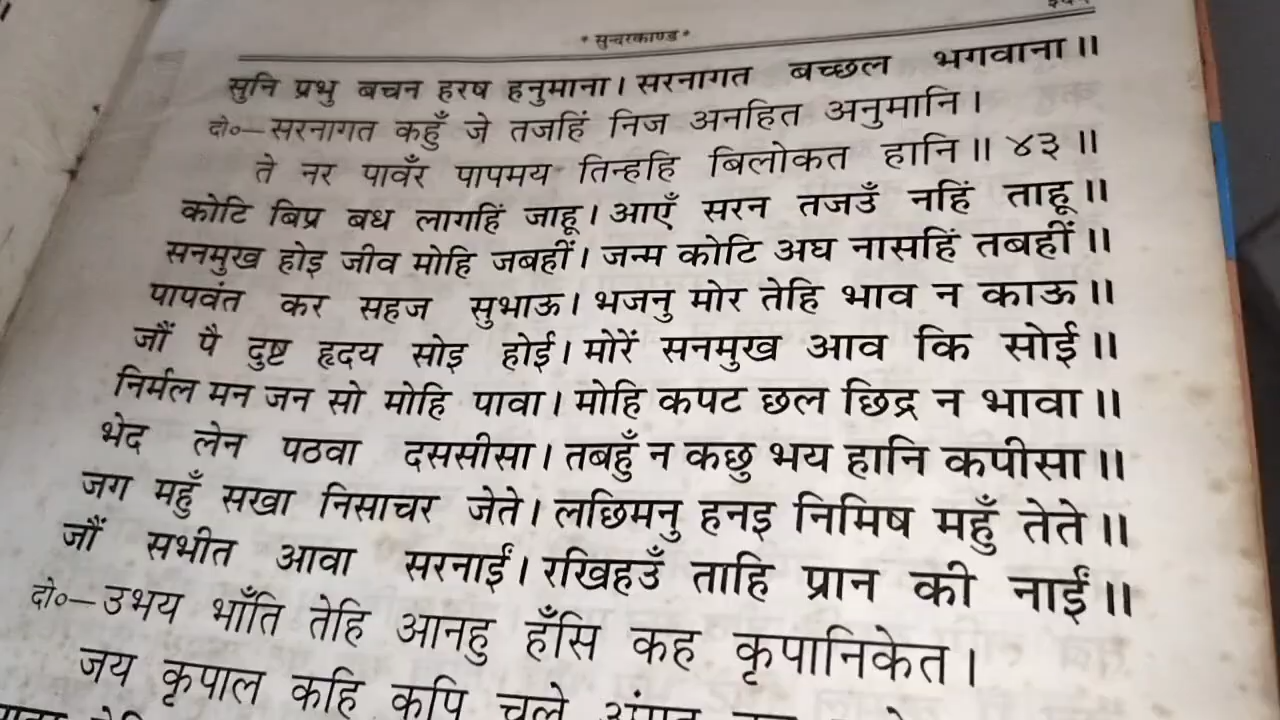 * सुन्दरकाण्ड *
सुनि प्रभु बचन हरष हनुमाना। सरनागत बच्छल भगवाना॥
दो०—सरनागत कहुँ जे तजहिं निज अनहित अनुमानि।
ते नर पावँर पापमय तिन्हहि बिलोकत हानि॥ ४३ ॥
कोटि बिप्र बध लागहिं जाहू। आएँ सरन तजउँ नहिं ताहू॥
सनमुख होइ जीव मोहि जबहीं। जन्म कोटि अघ नासहिं तबहीं॥
पापवंत कर सहज सुभाऊ। भजनु मोर तेहि भाव न काऊ॥
जौं पै दुष्ट हृदय सोइ होई। मोरें सनमुख आव कि सोई॥
निर्मल मन जन सो मोहि पावा। मोहि कपट छल छिद्र न भावा॥
भेद लेन पठवा दससीसा। तबहुँ न कछु भय हानि कपीसा॥
जग महुँ सखा निसाचर जेते। लछिमनु हनइ निमिष महुँ तेते॥
जौं सभीत आवा सरनाईं। रखिहउँ ताहि प्रान की नाईं॥
दो०—उभय भाँति तेहि आनहु हँसि कह कृपानिकेत।
जय कृपाल कहि कपि चले